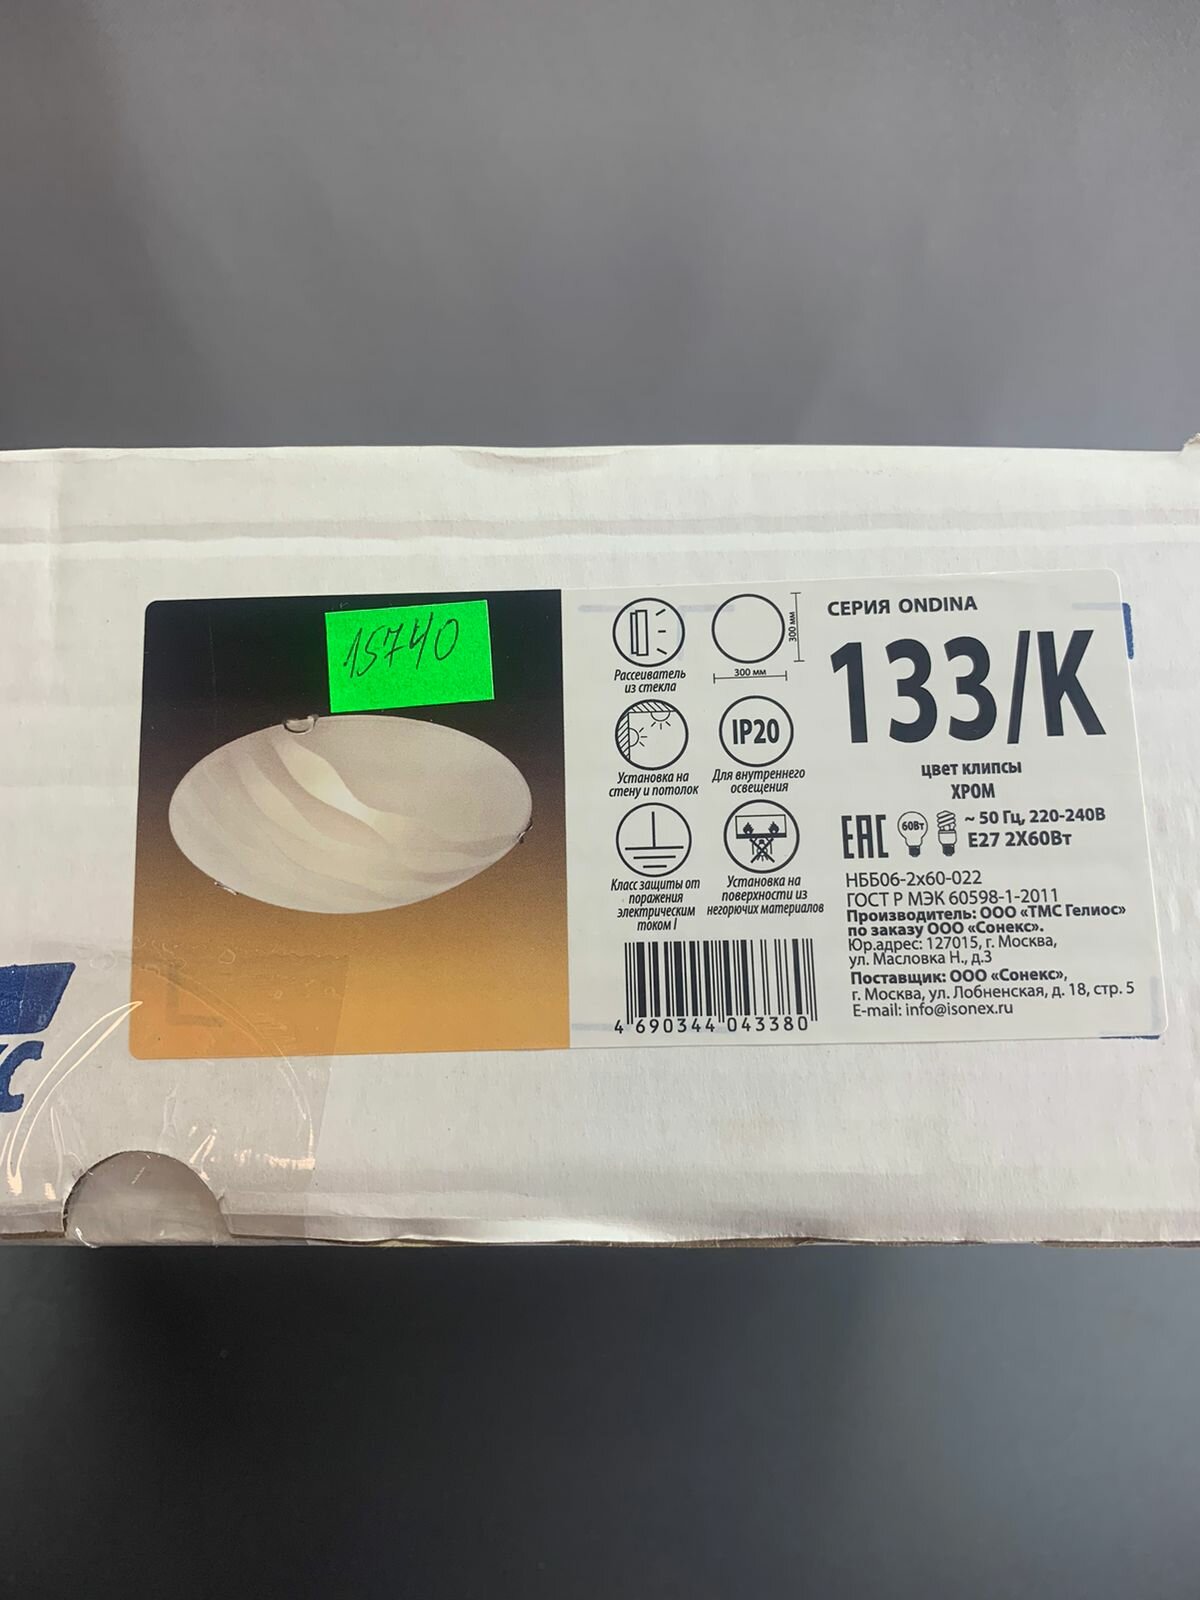 15740
Рассеиватель
из стекла
300 мм
300 мм
Установка на
стену и потолок
IP20
Для внутреннего
освещения
Класс защиты от
поражения
электрическим
током I
Установка на
поверхности из
негорючих материалов
4 690344 043380
СЕРИЯ ONDINA
133/К
цвет клипсы
ХРОМ
EAC 60Вт ~ 50 Гц, 220-240В
E27 2X60Вт
НББ06-2х60-022
ГОСТ Р МЭК 60598-1-2011
Производитель: ООО «ТМС Гелиос»
по заказу ООО «Сонекс».
Юр.адрес: 127015, г. Москва,
ул. Масловка Н., д.3
Поставщик: ООО «Сонекс»,
г. Москва, ул. Лобненская, д. 18, стр. 5
E-mail: info@isonex.ru